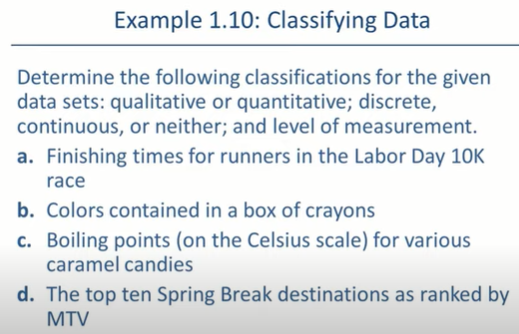 Example 1.10: Classifying Data
Determine the following classifications for the given
data sets: qualitative or quantitative; discrete,
continuous, or neither; and level of measurement.
a. Finishing times for runners in the Labor Day 10K
race
b. Colors contained in a box of crayons
c. Boiling points (on the Celsius scale) for various
caramel candies
d. The top ten Spring Break destinations as ranked by
MTV